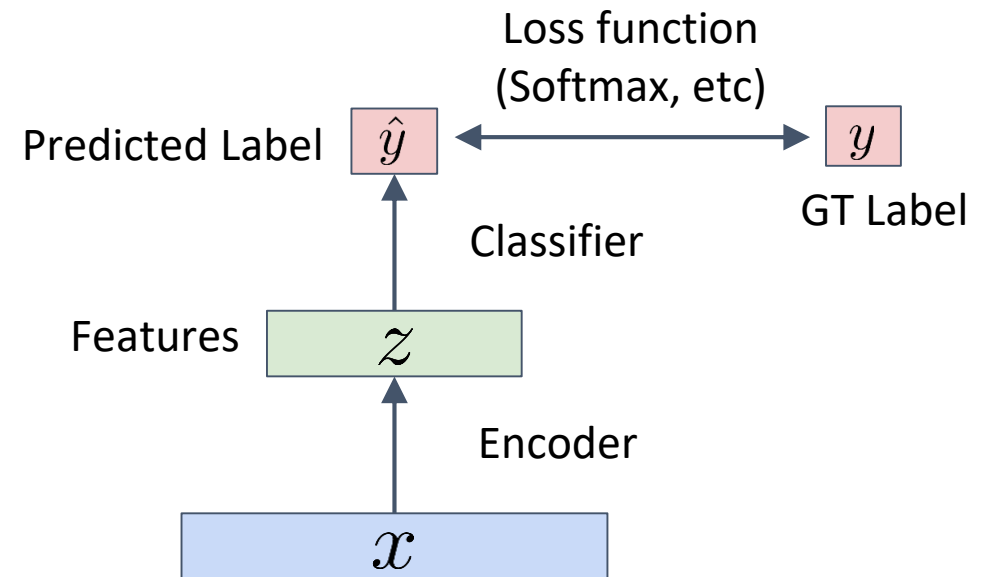 Loss function
(Softmax, etc)
Predicted Label
ŷ
y
GT Label
Classifier
Features
z
Encoder
x